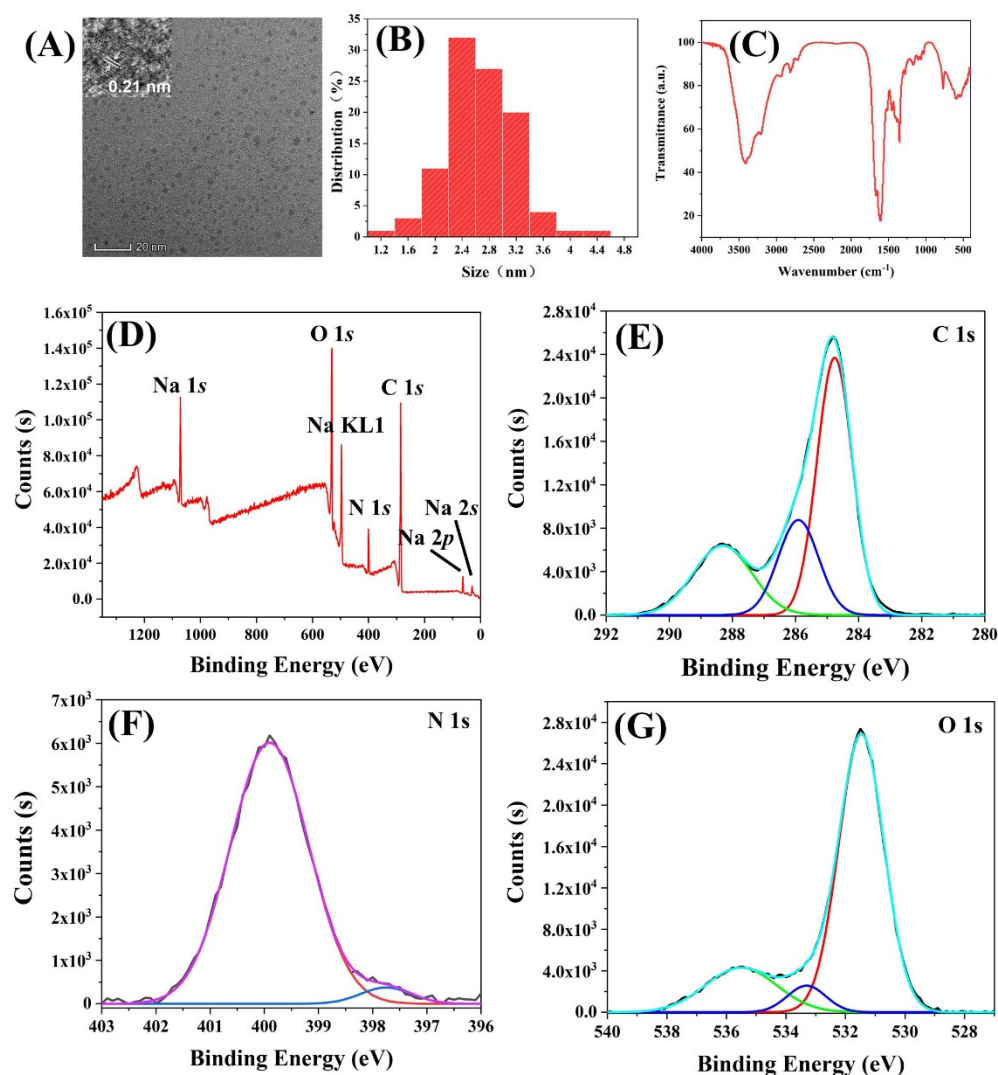 (A)
0.21 nm
20 nm
(B)
Distribution（%）
35
30
25
20
15
10
5
0
1.2 1.6 2 2.4 2.8 3.2 3.6 4 4.4 4.8
Size（nm）
(C)
Transmittance (a.u.)
100
80
60
40
20
4000 3500 3000 2500 2000 1500 1000 500
Wavenumber (cm⁻¹)
(D)
Counts (s)
1.6x10⁵
1.4x10⁵
1.2x10⁵
1.0x10⁵
8.0x10⁴
6.0x10⁴
4.0x10⁴
2.0x10⁴
0.0
O 1s
Na 1s
C 1s
Na KL1
N 1s
Na 2s
Na 2p
1200 1000 800 600 400 200 0
Binding Energy (eV)
(E)
C 1s
Counts (s)
2.8x10⁴
2.4x10⁴
2.0x10⁴
1.6x10⁴
1.2x10⁴
8.0x10³
4.0x10³
0.0
292 290 288 286 284 282 280
Binding Energy (eV)
(F)
N 1s
Counts (s)
7x10³
6x10³
5x10³
4x10³
3x10³
2x10³
1x10³
0
403 402 401 400 399 398 397 396
Binding Energy (eV)
(G)
O 1s
Counts (s)
2.8x10⁴
2.4x10⁴
2.0x10⁴
1.6x10⁴
1.2x10⁴
8.0x10³
4.0x10³
0.0
540 538 536 534 532 530 528
Binding Energy (eV)